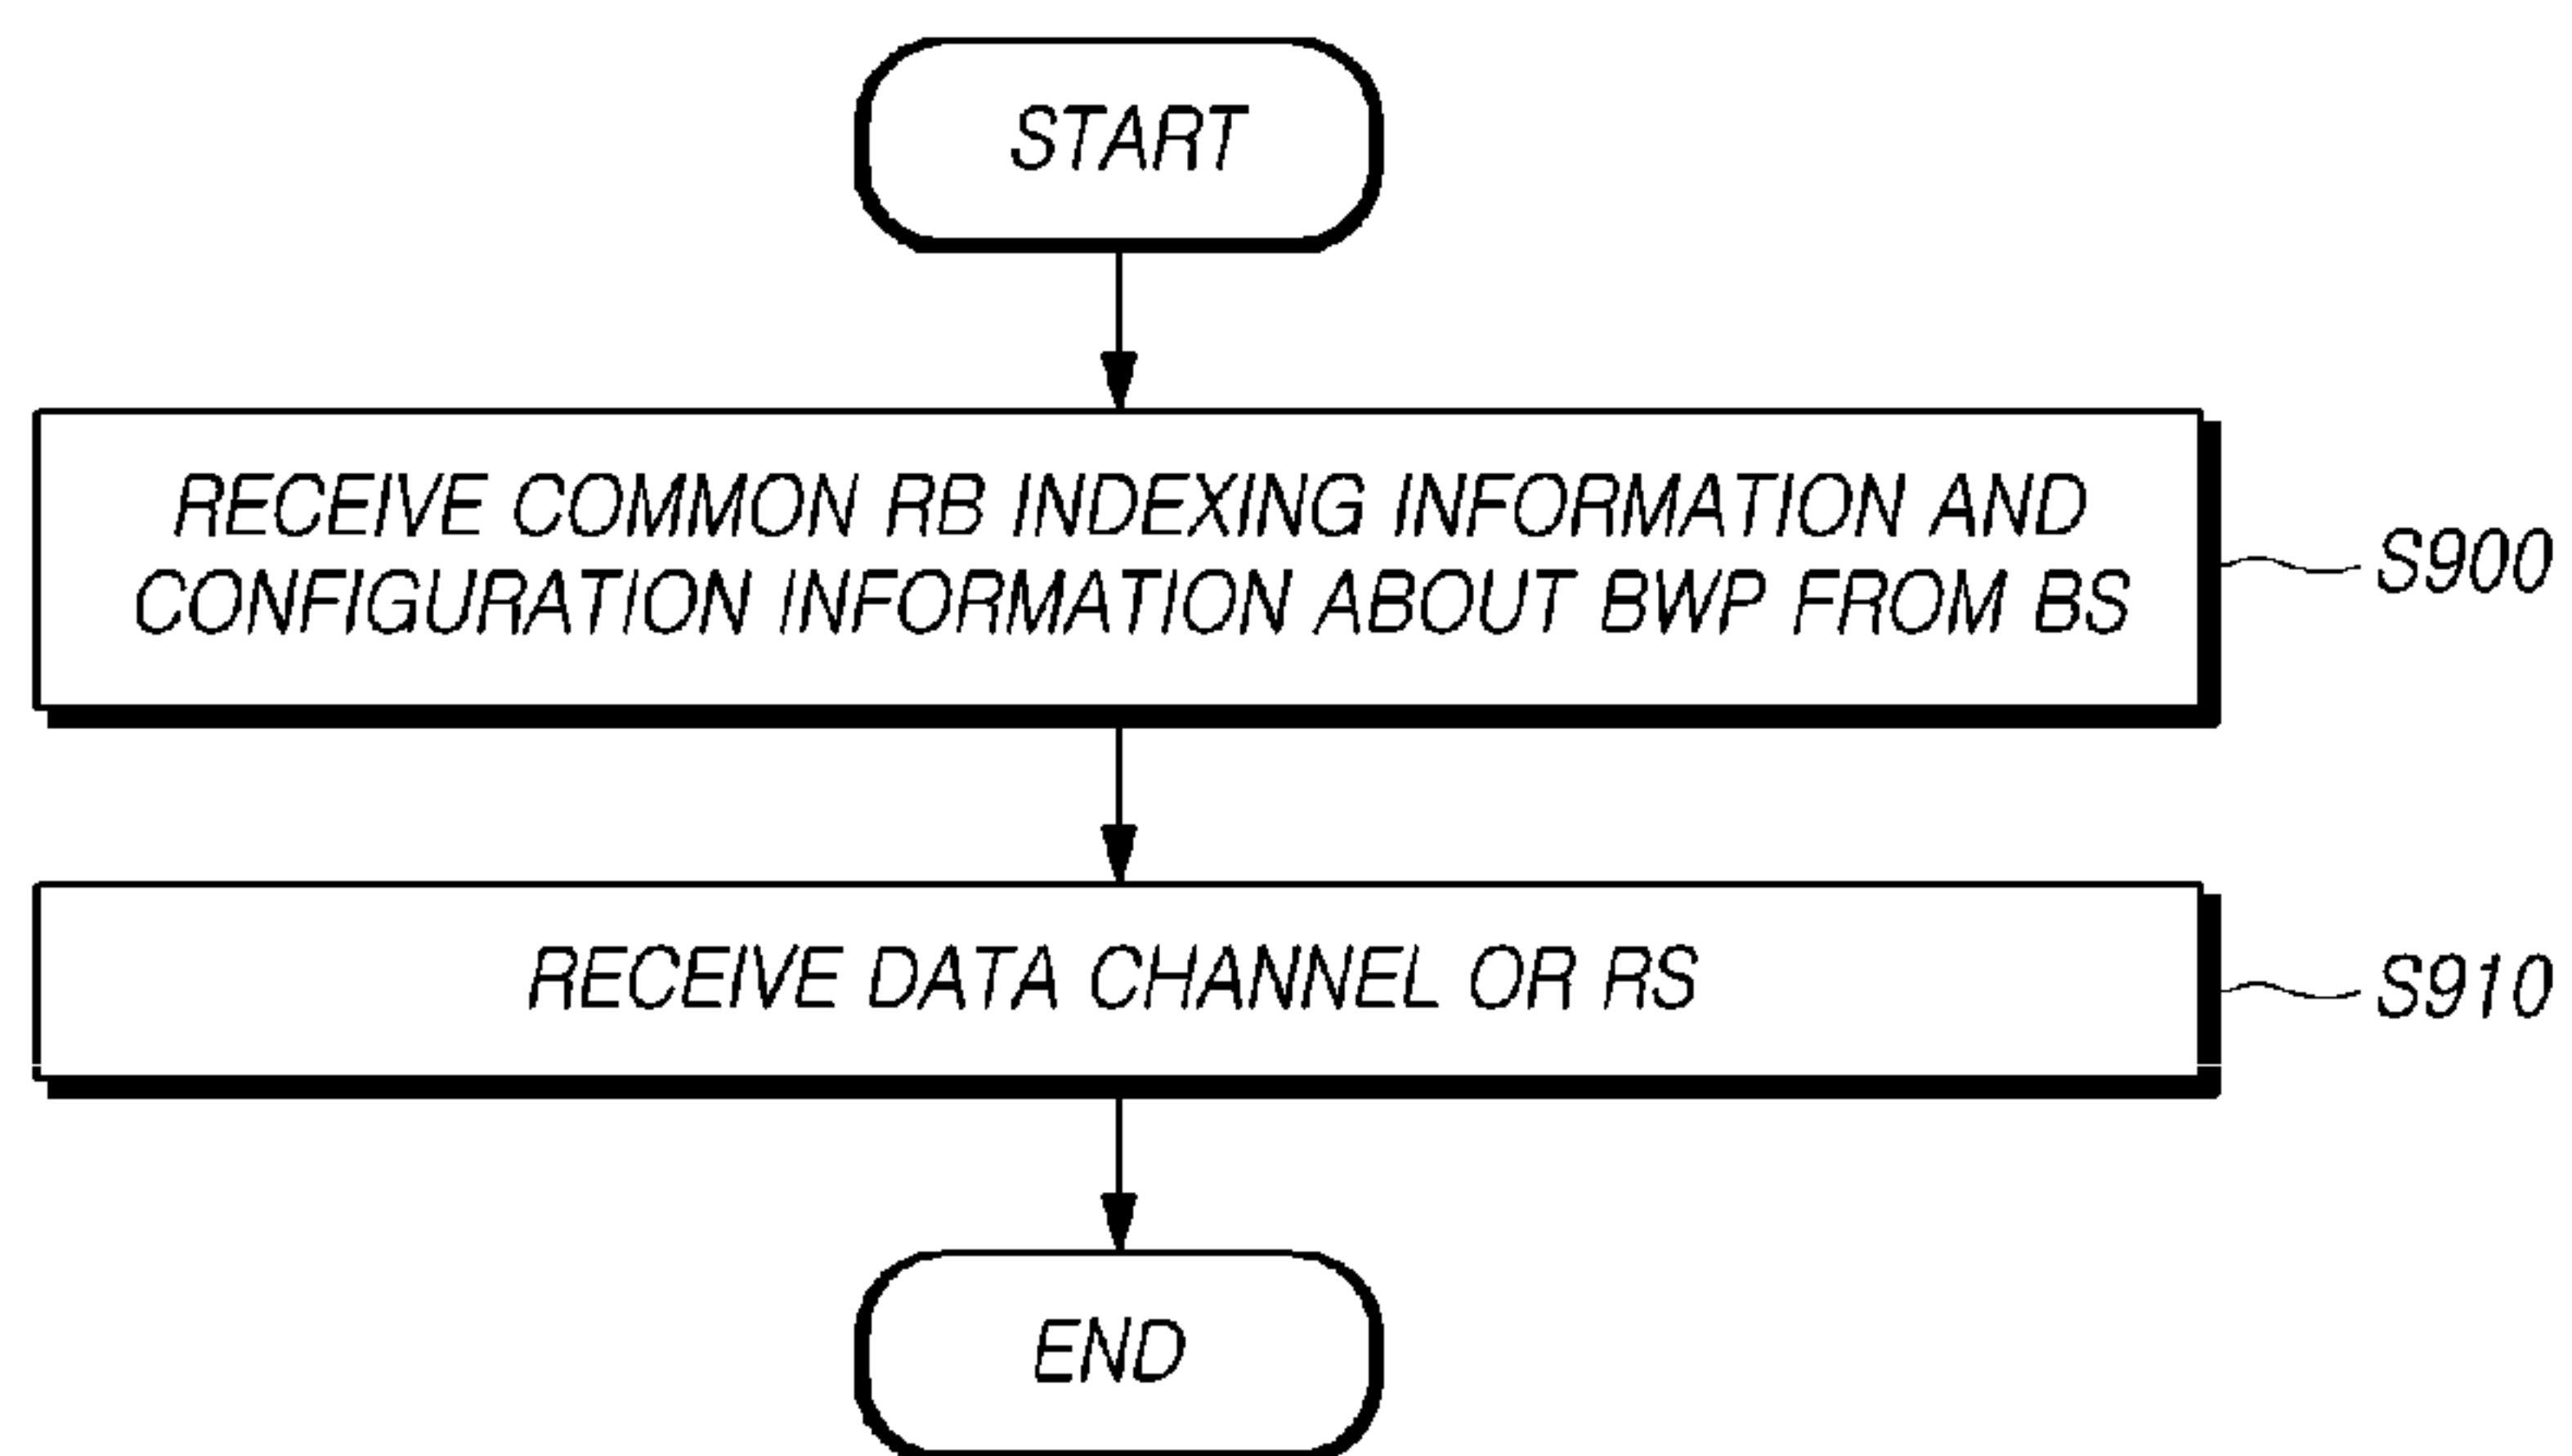 START
RECEIVE COMMON RB INDEXING INFORMATION AND
CONFIGURATION INFORMATION ABOUT BWP FROM BS
S900
RECEIVE DATA CHANNEL OR RS
S910
END